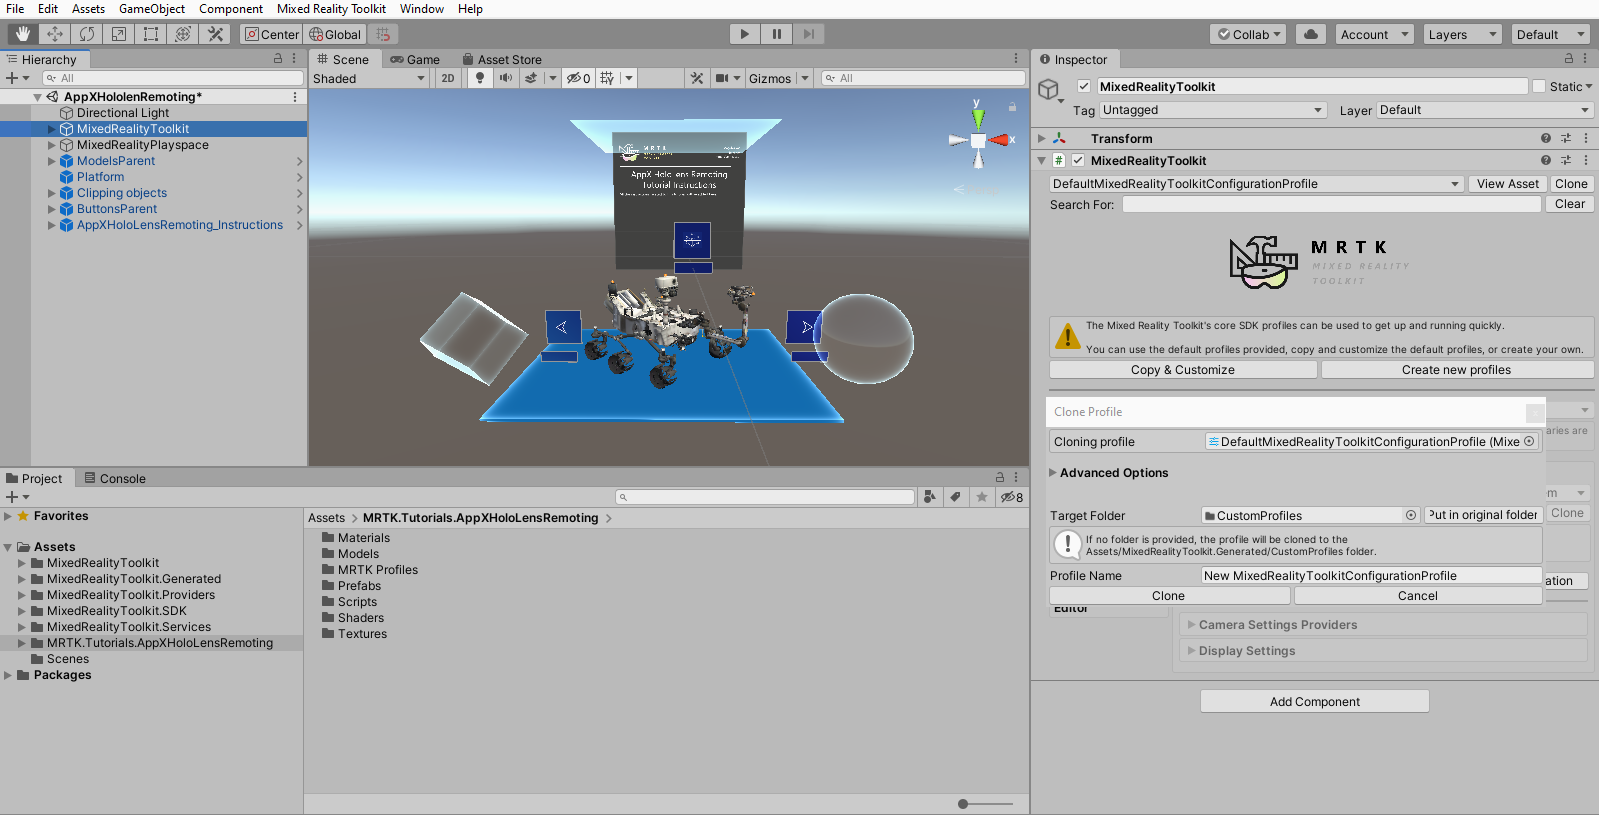 File Edit Assets GameObject Component Mixed Reality Toolkit Window Help
Center Global Collab Account Layers Default
Hierarchy
All
AppXHololenRemoting*
Directional Light
MixedRealityToolkit
MixedRealityPlayspace
ModelsParent
Platform
Clipping objects
ButtonsParent
AppXHoloLensRemoting_Instructions
Scene Game Asset Store
Shaded 2D 0 Gizmos All
y
x
MRTK
AppX HoloLens Remoting
Tutorial Instructions
Inspector
MixedRealityToolkit Static
Tag Untagged Layer Default
Transform
# MixedRealityToolkit
DefaultMixedRealityToolkitConfigurationProfile View Asset Clone
Search For: Clear
MRTK
MIXED REALITY
TOOLKIT
The Mixed Reality Toolkit's core SDK profiles can be used to get up and running quickly.
You can use the default profiles provided, copy and customize the default profiles, or create your own.
Copy & Customize Create new profiles
Clone Profile x
aries are
Cloning profile DefaultMixedRealityToolkitConfigurationProfile (Mixe
Advanced Options
m
Target Folder CustomProfiles Put in original folder Clone
If no folder is provided, the profile will be cloned to the
Assets/MixedRealityToolkit.Generated/CustomProfiles folder.
Profile Name New MixedRealityToolkitConfigurationProfile ation
Clone Cancel
Editor
Camera Settings Providers
Display Settings
Add Component
Project Console
8
Favorites
Assets
MixedRealityToolkit
MixedRealityToolkit.Generated
MixedRealityToolkit.Providers
MixedRealityToolkit.SDK
MixedRealityToolkit.Services
MRTK.Tutorials.AppXHoloLensRemoting
Scenes
Packages
Assets > MRTK.Tutorials.AppXHoloLensRemoting >
Materials
Models
MRTK Profiles
Prefabs
Scripts
Shaders
Textures